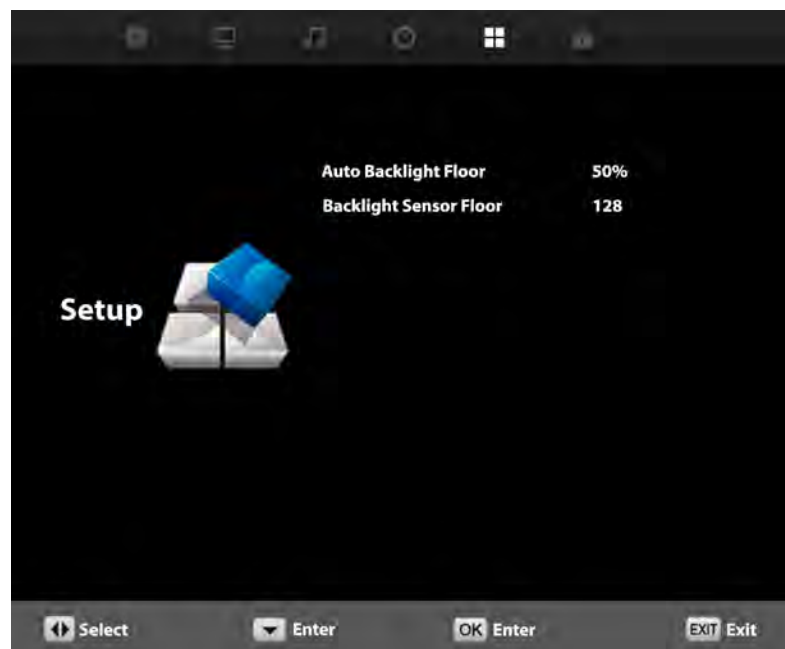 Auto Backlight Floor 50%
Backlight Sensor Floor 128
Setup
Select Enter OK Enter EXIT Exit